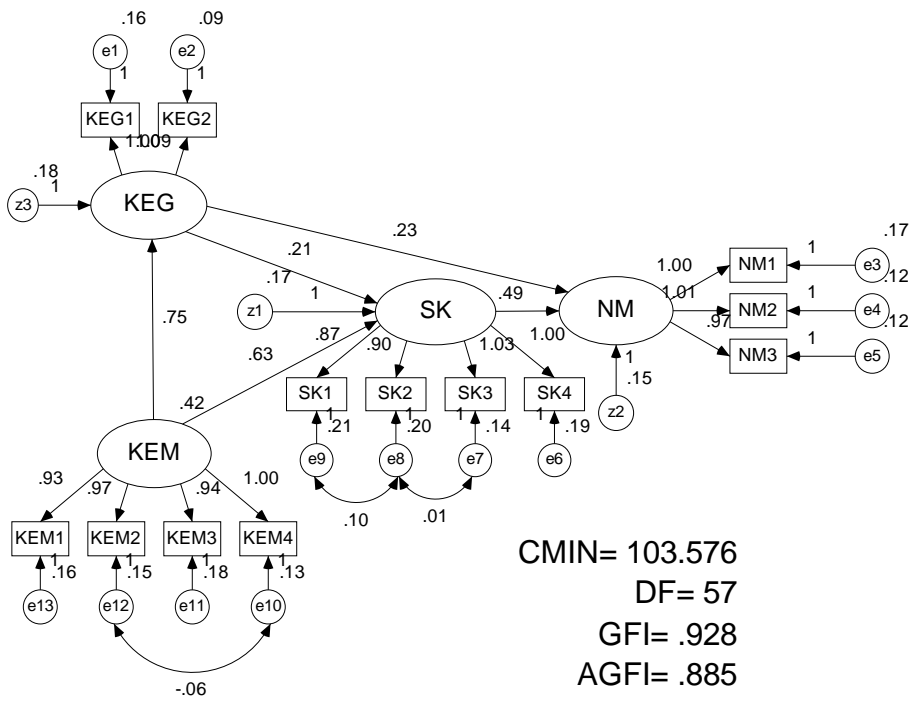 .16
.09
e1
e2
1
1
KEG1
KEG2
1.00
1.09
.18
1
z3
KEG
.23
.21
.17
1
z1
SK
.49
NM
1.00
1.01
.97
NM1
NM2
NM3
1
1
1
.17
.12
.12
e3
e4
e5
.75
.63
.87
.90
1.03
1.00
1
.15
z2
SK1
SK2
SK3
SK4
1
1
1
1
.21
.20
.14
.19
e9
e8
e7
e6
.10
.01
.42
KEM
.93
.97
.94
1.00
KEM1
KEM2
KEM3
KEM4
1
1
1
1
.16
.15
.18
.13
e13
e12
e11
e10
-.06
CMIN= 103.576
DF= 57
GFI= .928
AGFI= .885